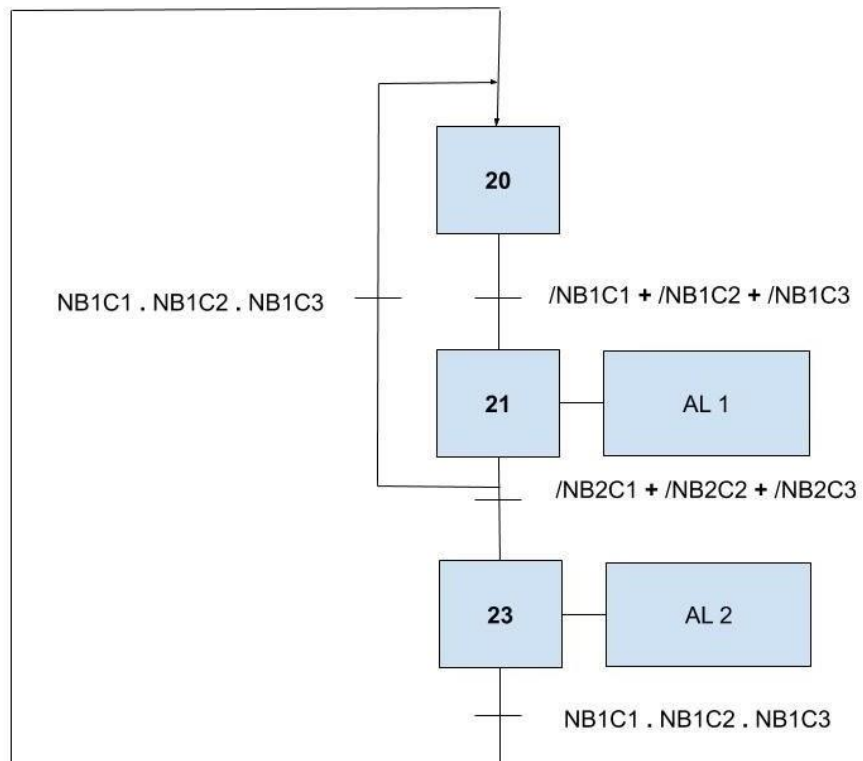 20
NB1C1 . NB1C2 . NB1C3
/NB1C1 + /NB1C2 + /NB1C3
21
AL 1
/NB2C1 + /NB2C2 + /NB2C3
23
AL 2
NB1C1 . NB1C2 . NB1C3